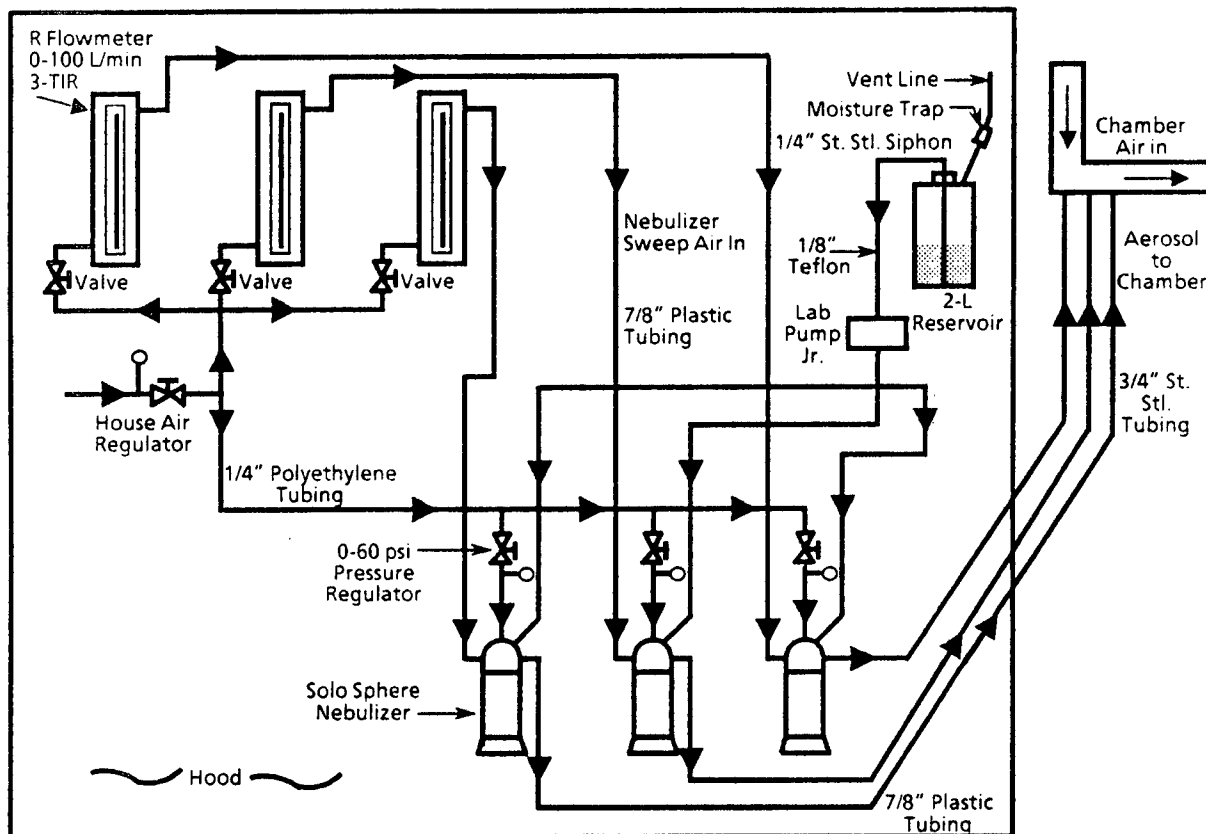 R Flowmeter
0-100 L/min
3-TIR
Vent Line
Moisture Trap
1/4" St. Stl. Siphon
Chamber
Air in
Nebulizer
Sweep Air In
1/8"
Teflon
Aerosol
to
Chamber
Valve
Valve
Valve
2-L
Reservoir
7/8" Plastic
Tubing
Lab
Pump
Jr.
House Air
Regulator
3/4" St.
Stl.
Tubing
1/4" Polyethylene
Tubing
0-60 psi
Pressure
Regulator
Solo Sphere
Nebulizer
Hood
7/8" Plastic
Tubing